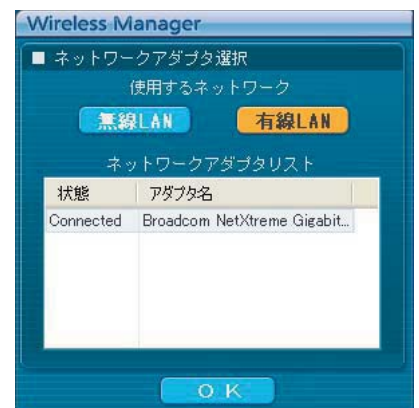 Wireless Manager
■ ネットワークアダプタ選択
使用するネットワーク
無線LAN 有線LAN
ネットワークアダプタリスト
状態 アダプタ名
Connected Broadcom NetXtreme Gigabit...
OK